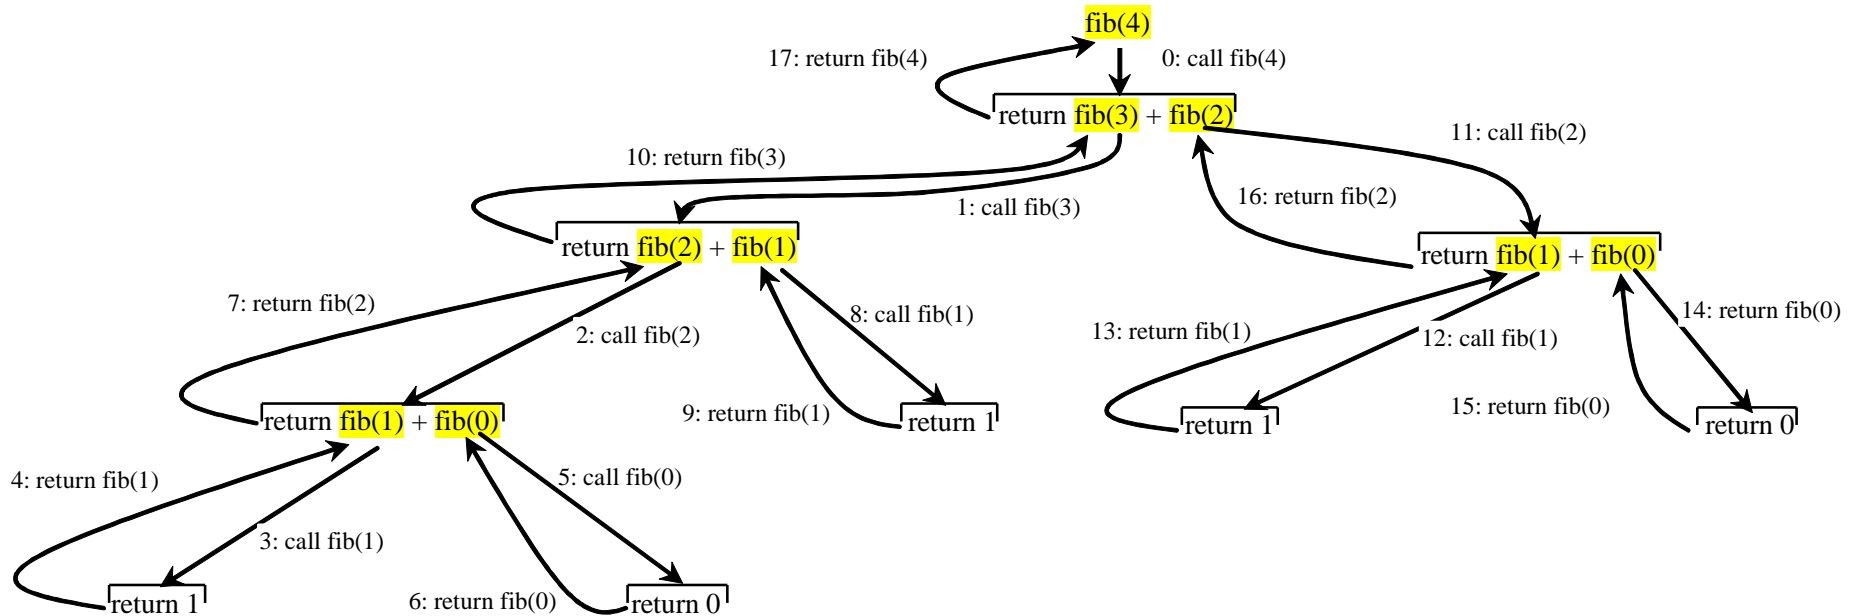 fib(4)
17: return fib(4)
0: call fib(4)
return fib(3) + fib(2)
11: call fib(2)
10: return fib(3)
16: return fib(2)
1: call fib(3)
return fib(2) + fib(1)
return fib(1) + fib(0)
7: return fib(2)
8: call fib(1)
14: return fib(0)
2: call fib(2)
13: return fib(1)
12: call fib(1)
9: return fib(1)
15: return fib(0)
return fib(1) + fib(0)
return 1
return 1
return 0
4: return fib(1)
5: call fib(0)
3: call fib(1)
6: return fib(0)
return 1
return 0